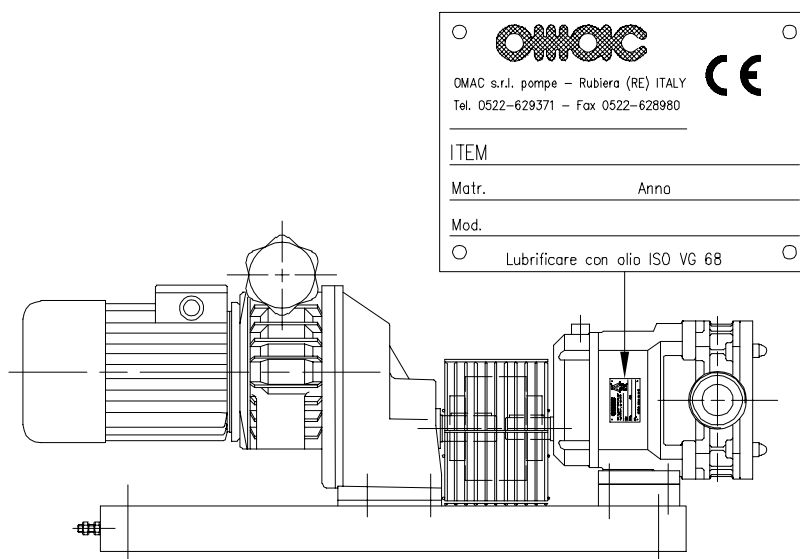 OMAC
OMAC s.r.l. pompe – Rubiera (RE) ITALY
Tel. 0522–629371 – Fax 0522–628980
CE
ITEM
Matr. Anno
Mod.
Lubrificare con olio ISO VG 68